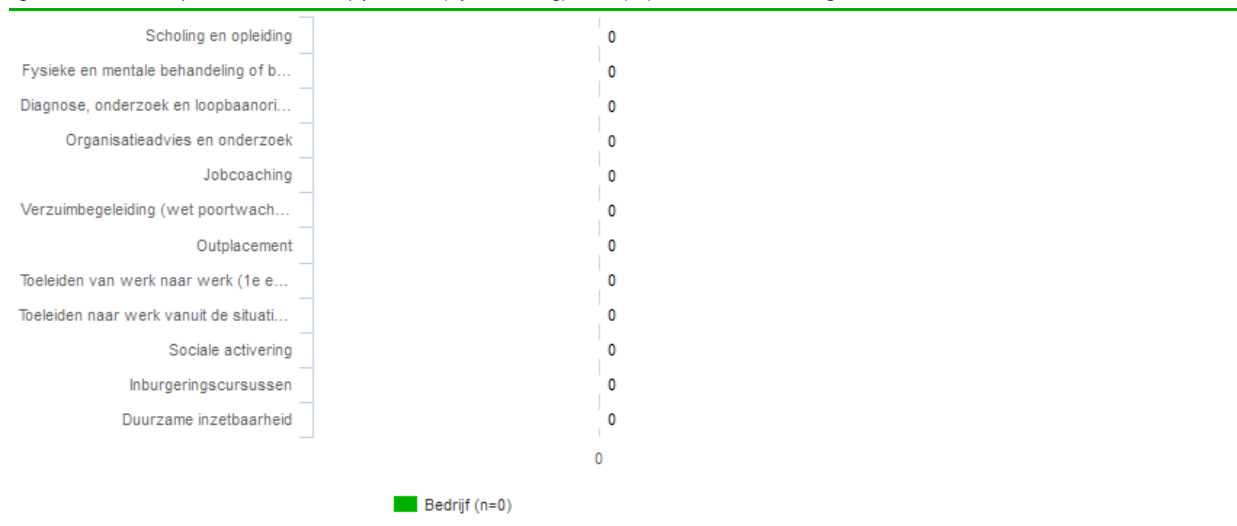 Scholing en opleiding 0
Fysieke en mentale behandeling of b... 0
Diagnose, onderzoek en loopbaanori... 0
Organisatieadvies en onderzoek 0
Jobcoaching 0
Verzuimbegeleiding (wet poortwach... 0
Outplacement 0
Toeleiden van werk naar werk (1e e... 0
Toeleiden naar werk vanuit de situati... 0
Sociale activering 0
Inburgeringscursussen 0
Duurzame inzetbaarheid 0
0
Bedrijf (n=0)